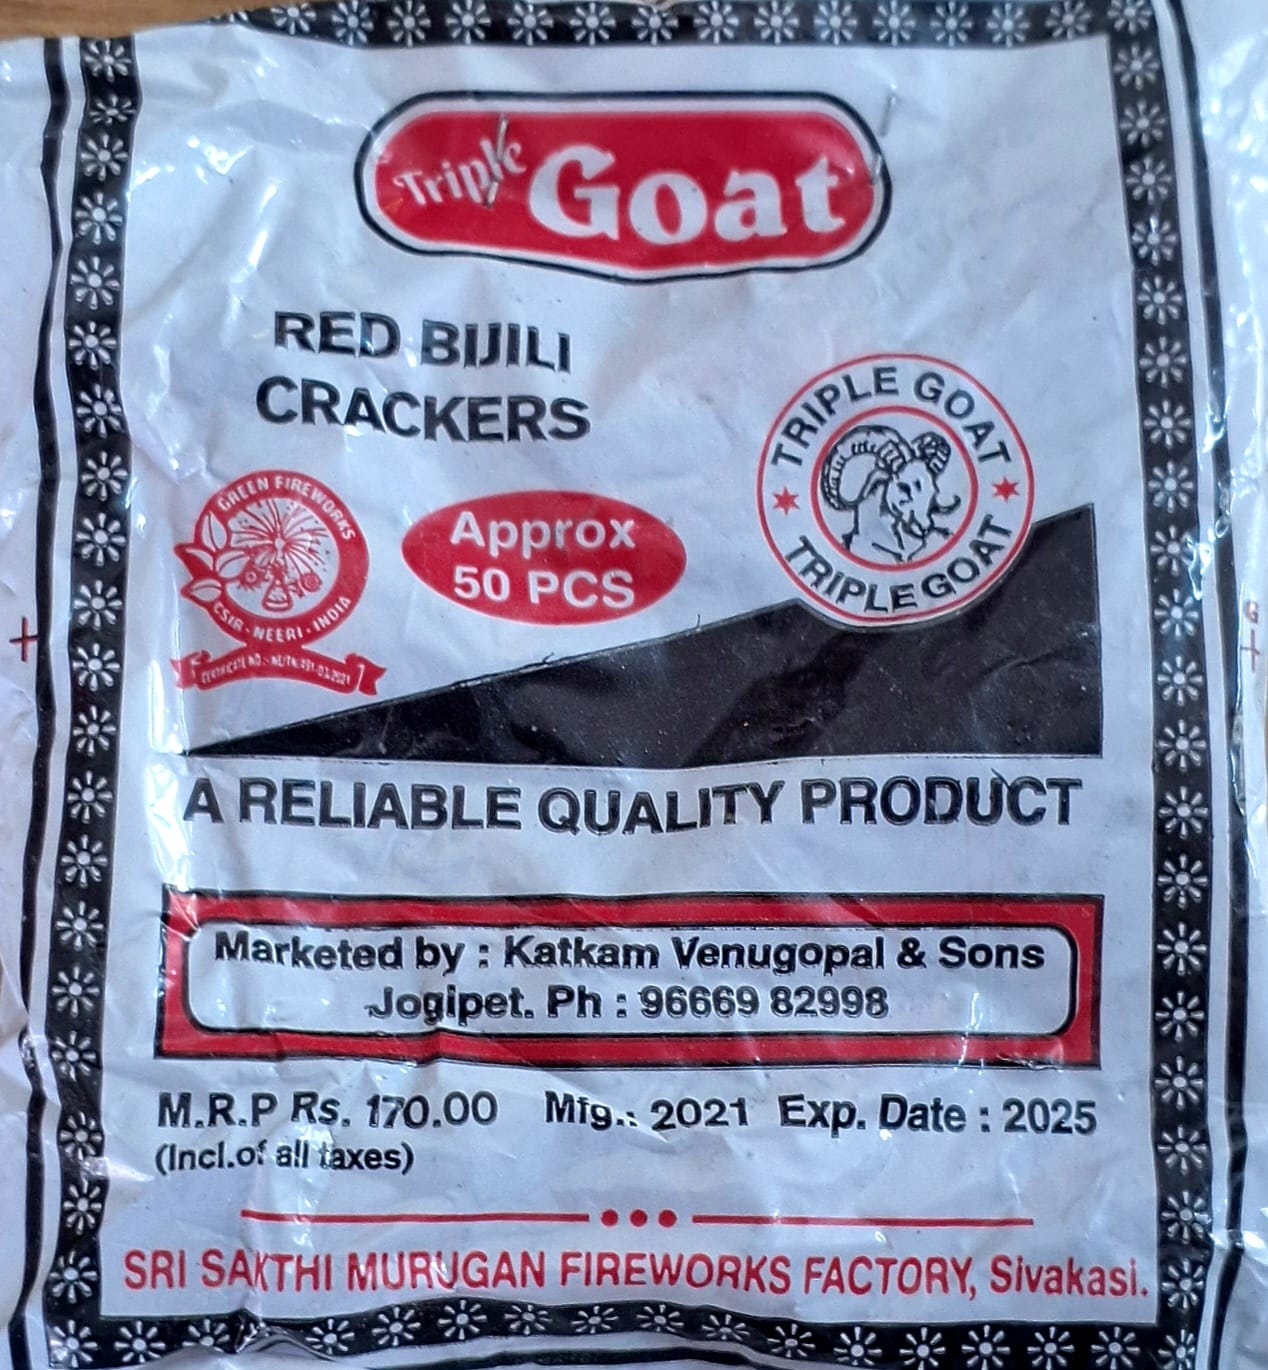 Triple Goat
RED BIJILI
CRACKERS
TRIPLE GOAT
TRIPLE GOAT
GREEN FIREWORKS
CSIR - NEERI - INDIA
Approx
50 PCS
A RELIABLE QUALITY PRODUCT
Marketed by : Katkam Venugopal & Sons
Jogipet. Ph : 96669 82998
M.R.P Rs. 170.00 Mfg.: 2021 Exp. Date : 2025
(Incl.of all taxes)
SRI SAKTHI MURUGAN FIREWORKS FACTORY, Sivakasi.